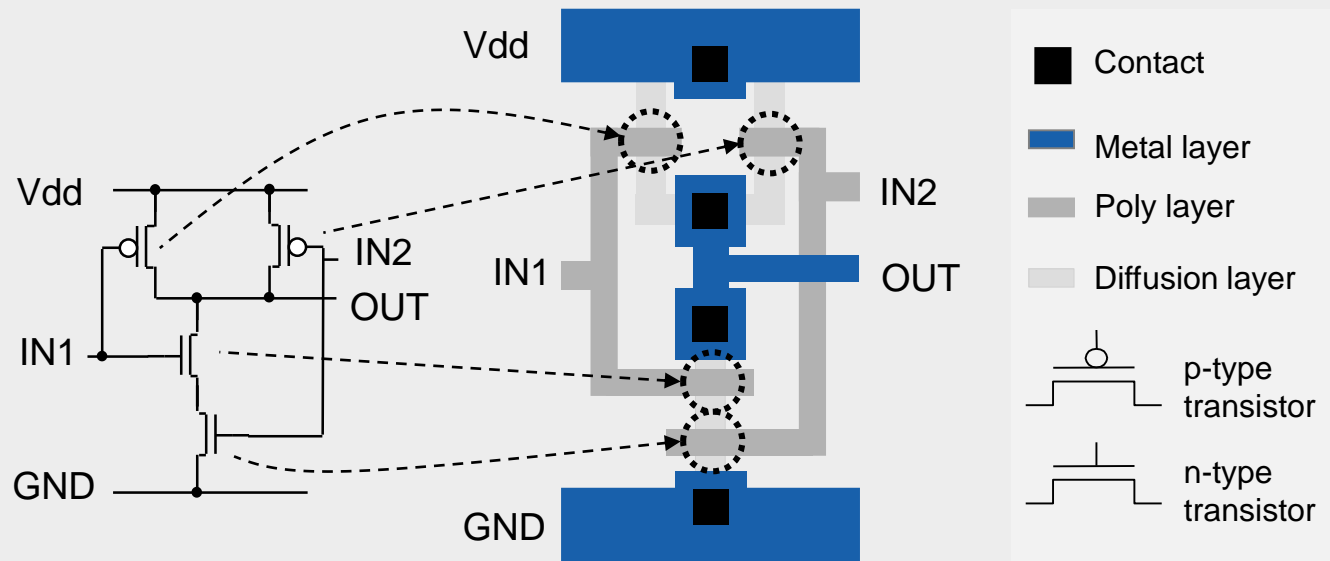 Vdd
IN1
IN2
OUT
GND
Vdd
IN1
IN2
OUT
GND
Contact
Metal layer
Poly layer
Diffusion layer
p-type
transistor
n-type
transistor